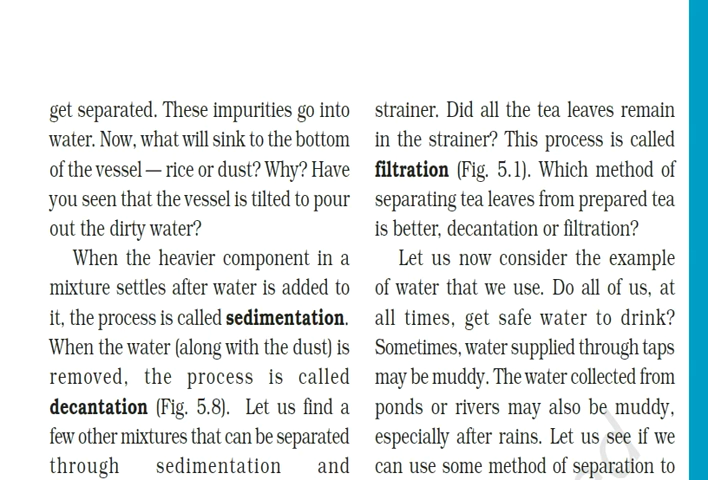 get separated. These impurities go into
water. Now, what will sink to the bottom
of the vessel — rice or dust? Why? Have
you seen that the vessel is tilted to pour
out the dirty water?
When the heavier component in a
mixture settles after water is added to
it, the process is called sedimentation.
When the water (along with the dust) is
removed, the process is called
decantation (Fig. 5.8). Let us find a
few other mixtures that can be separated
through sedimentation and
strainer. Did all the tea leaves remain
in the strainer? This process is called
filtration (Fig. 5.1). Which method of
separating tea leaves from prepared tea
is better, decantation or filtration?
Let us now consider the example
of water that we use. Do all of us, at
all times, get safe water to drink?
Sometimes, water supplied through taps
may be muddy. The water collected from
ponds or rivers may also be muddy,
especially after rains. Let us see if we
can use some method of separation to